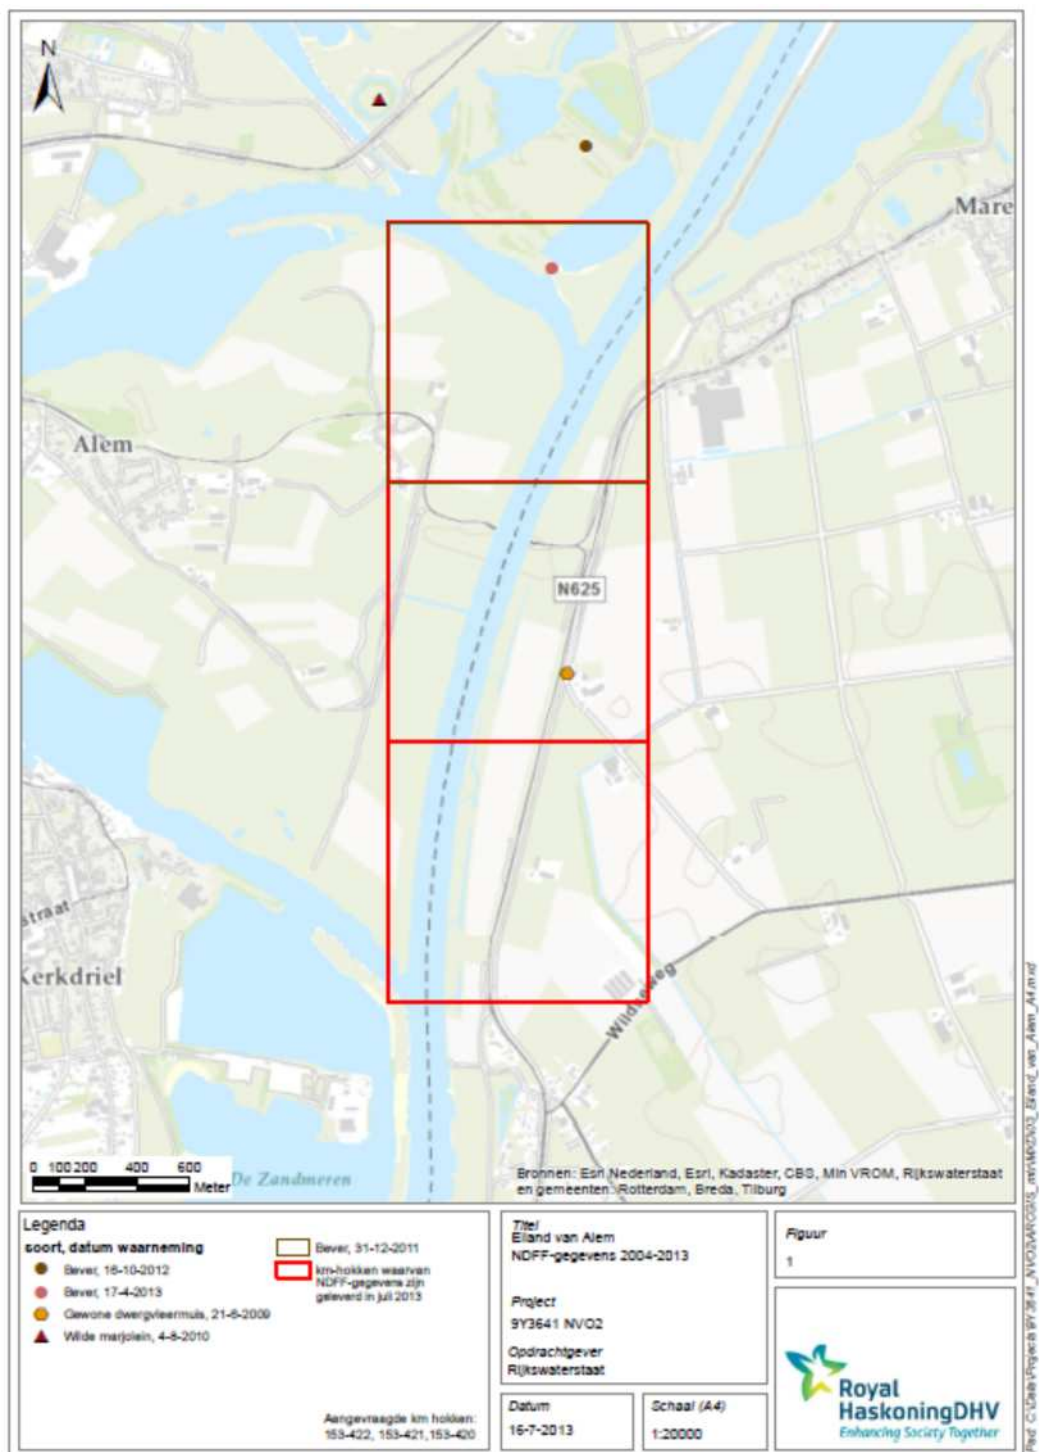 N
Mare
Alem
N625
straat
Kerkdriel
Wildseweg
0 100 200 400 600
Meter
De Zandmeren
Bronnen: Esri Nederland, Esri, Kadaster, CBS, Min VROM, Rijkswaterstaat
en gemeenten: Rotterdam, Breda, Tilburg
Legenda
soort, datum waarneming
Bever, 16-10-2012
Bever, 17-4-2013
Gewone dwergvleermuis, 21-6-2009
Wilde marjolein, 4-8-2010
Bever, 31-12-2011
km-hokken waarvan
NDFF-gegevens zijn
geleverd in juli 2013
Aangevraagde km hokken:
153-422, 153-421, 153-420
Titel
Eiland van Alem
NDFF-gegevens 2004-2013
Project
9Y3641 NVO2
Opdrachtgever
Rijkswaterstaat
Datum
16-7-2013
Schaal (A4)
1:20000
Figuur
1
Royal
HaskoningDHV
Enhancing Society Together